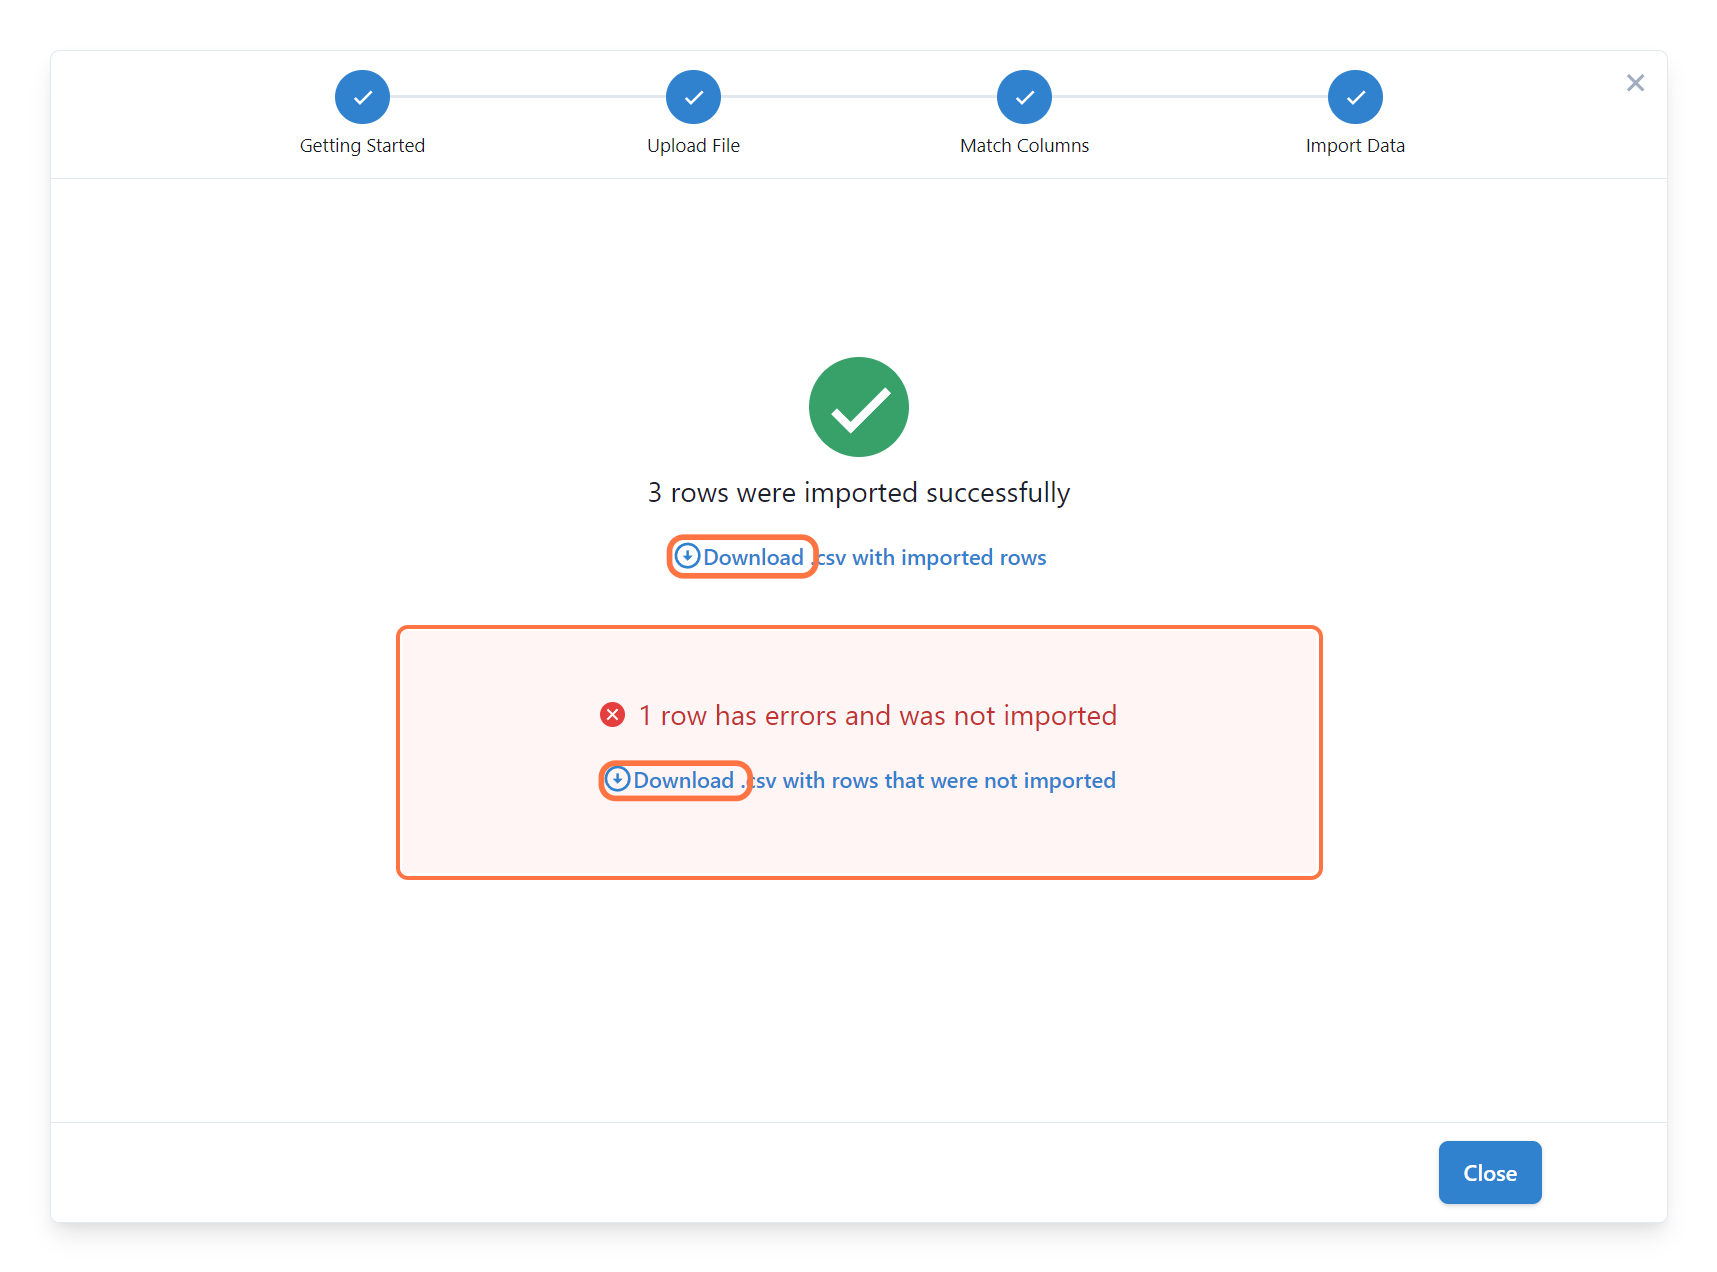 Getting Started
Upload File
Match Columns
Import Data
3 rows were imported successfully
Download .csv with imported rows
1 row has errors and was not imported
Download .csv with rows that were not imported
Close